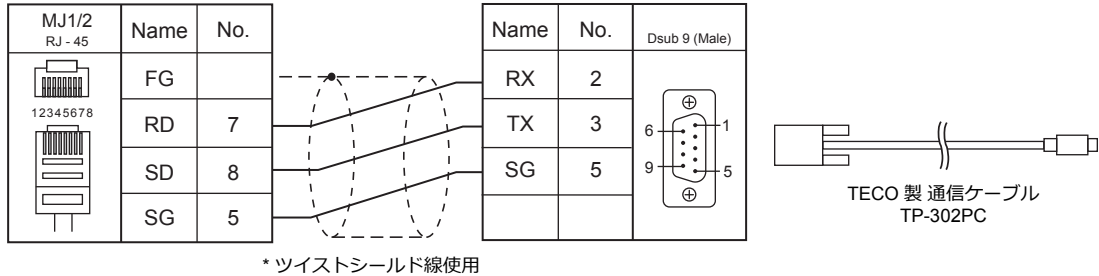 MJ1/2
RJ - 45
Name No.
FG
RD 7
SD 8
SG 5
12345678
Name No. Dsub 9 (Male)
RX 2
TX 3
SG 5
6 1
9 5
* ツイストシールド線使用
TECO 製 通信ケーブル
TP-302PC